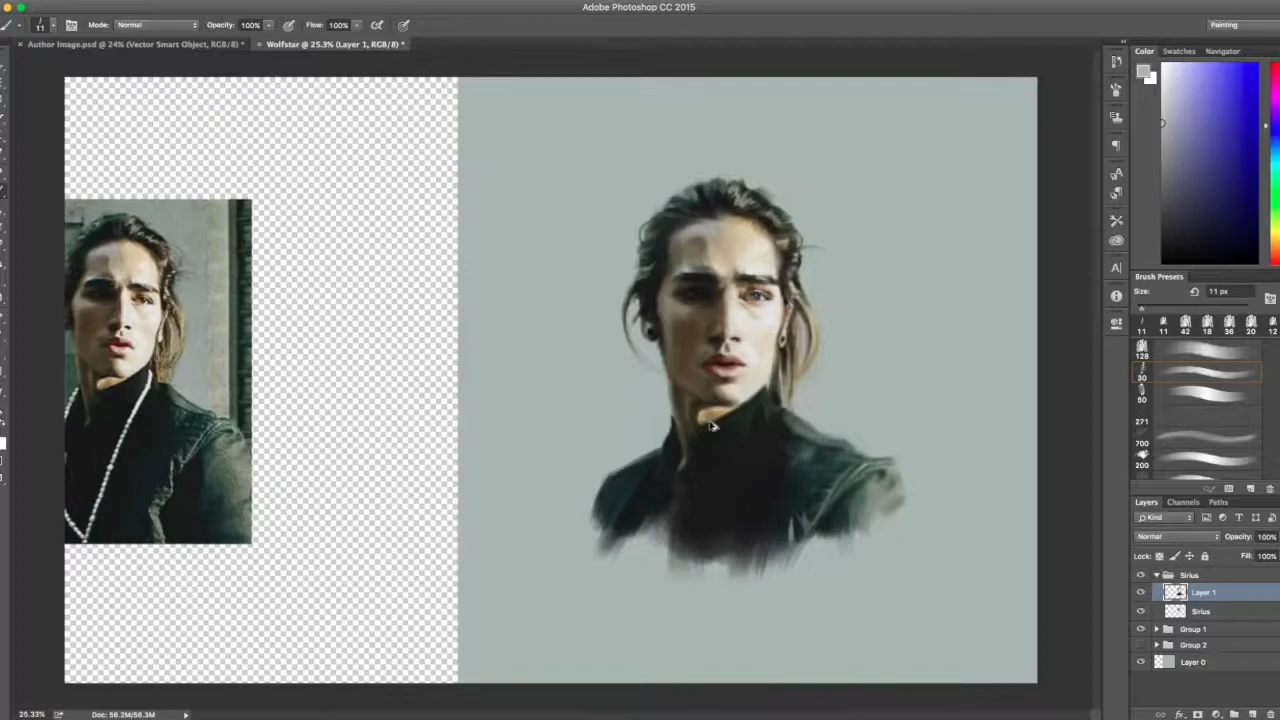 Adobe Photoshop CC 2015
11 Mode: Normal Opacity: 100% Flow: 100% Painting
× Author Image.psd @ 24% (Vector Smart Object, RGB/8) * × Wolfstar @ 25.3% (Layer 1, RGB/8) *
Color Swatches Navigator
Brush Presets
Size: 11 px
11 11 42 18 36 20 12
128
30
50
271
700
200
Layers Channels Paths
Kind
Normal Opacity: 100%
Lock: Fill: 100%
Sirius
Layer 1
Sirius
Group 1
Group 2
Layer 0
Doc: 56.2M/56.3M